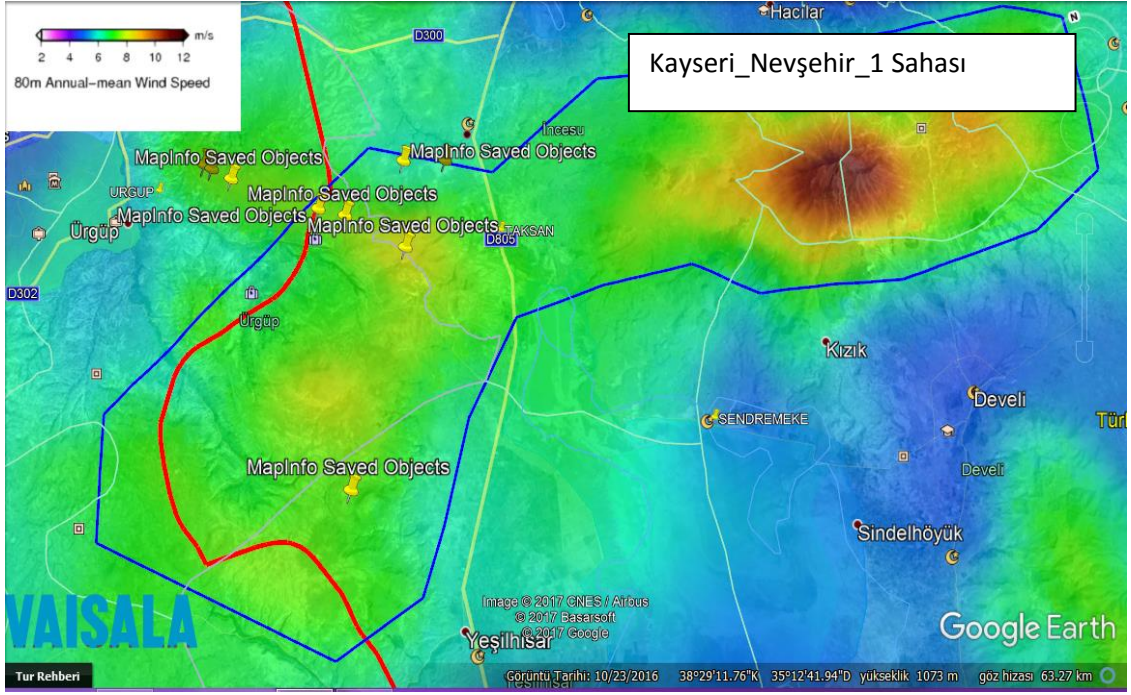 m/s
2 4 6 8 10 12
80m Annual-mean Wind Speed
Kayseri_Nevşehir_1 Sahası
Hacilar
N
D300
İncesu
MapInfo Saved Objects
MapInfo Saved Objects
URGUP
MapInfo Saved Objects
MapInfo Saved Objects
MapInfo Saved Objects
TAKSAN
Ürgüp
D805
D302
Ürgüp
Kızık
Develi
SENDREMEKE
Develi
MapInfo Saved Objects
Sindelhöyük
Image © 2017 CNES / Airbus
© 2017 Basarsoft
© 2017 Google
VAISALA
Yeşilhisar
Google Earth
Yeşilhisar
Tur Rehberi
Görüntü Tarihi: 10/23/2016 38°29'11.76"K 35°12'41.94"D yükseklik 1073 m göz hizası 63.27 km